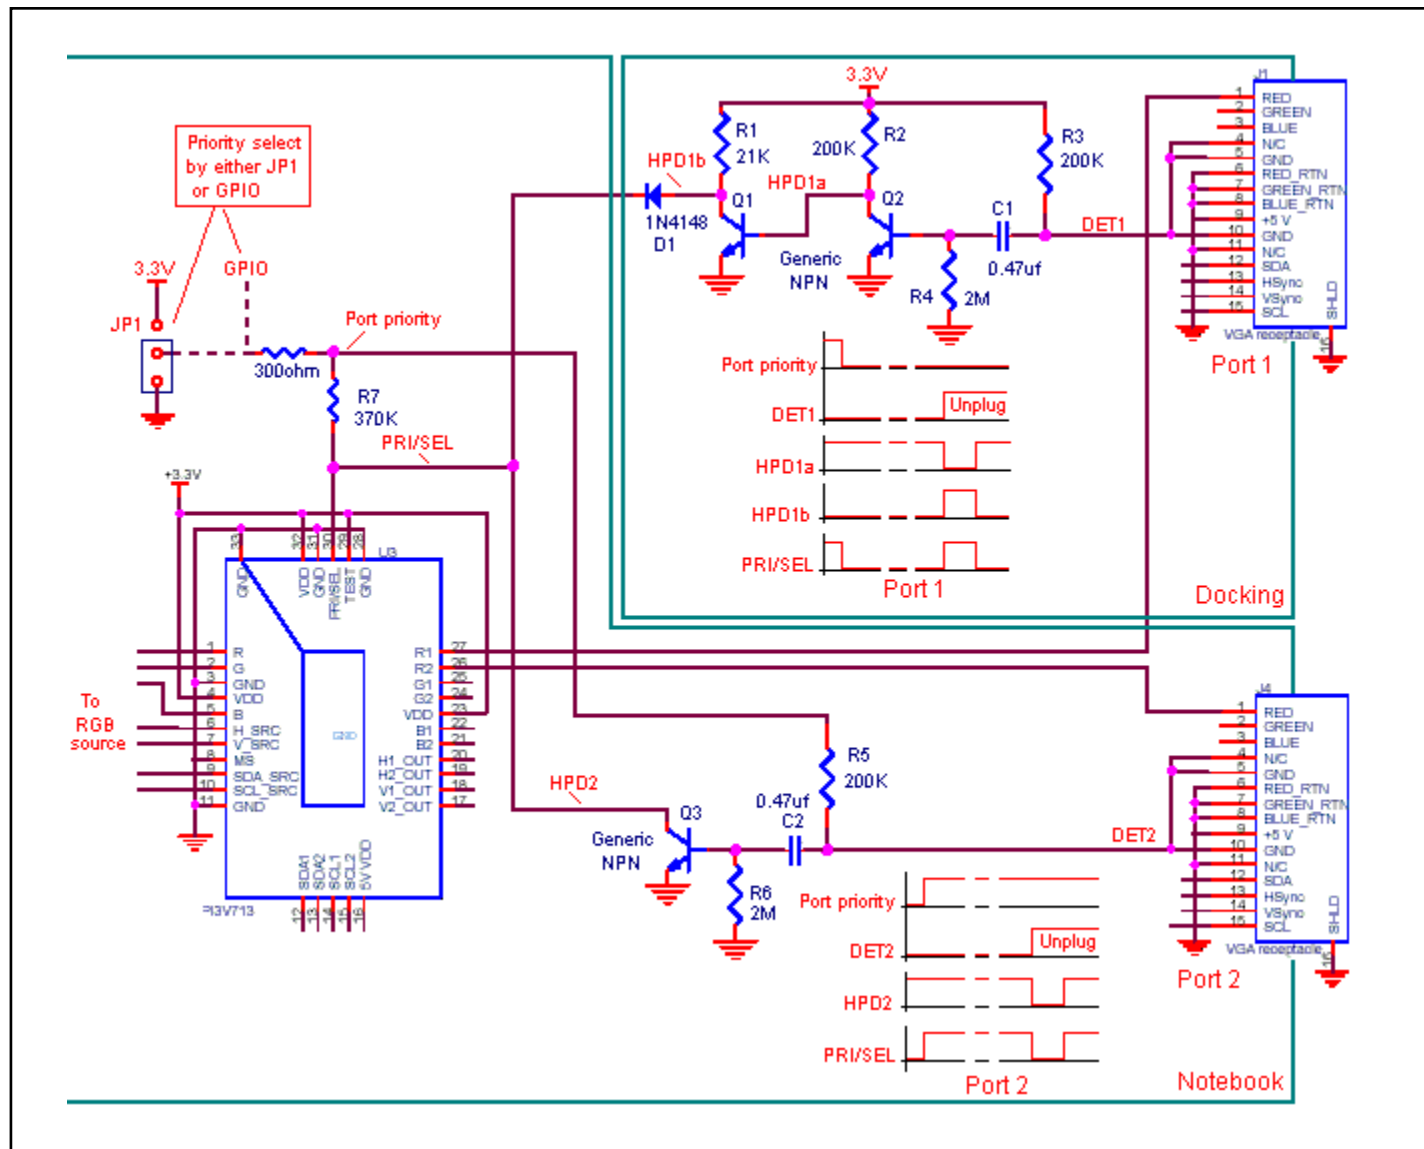 Priority select
by either JP1
or GPIO
3.3V
GPIO
JP1
300ohm
Port priority
R7
370K
PRI/SEL
+3.3V
3.3V
R1
21K
R2
200K
R3
200K
HPD1b
HPD1a
1N4148
D1
Q1
Q2
Generic
NPN
C1
0.47uf
R4
2M
DET1
J1
1 RED
2 GREEN
3 BLUE
4 N/C
5 GND
6 RED_RTN
7 GREEN_RTN
8 BLUE_RTN
9 +5 V
10 GND
11 N/C
12 SDA
13 HSync
14 VSync
15 SCL
SHLD
16
VGA receptacle
Port 1
Port priority
DET1
Unplug
HPD1a
HPD1b
PRI/SEL
Port 1
Docking
U3
33 32 31 30 29 28
GND VDD GND PRI/SEL TEST GND
1 R
2 G
3 GND
4 VDD
5 B
6 H_SRC
7 V_SRC
8 MS
9 SDA_SRC
10 SCL_SRC
11 GND
To
RGB
source
GND
R1 27
R2 26
G1 25
G2 24
VDD 23
B1 22
B2 21
H1_OUT 20
H2_OUT 19
V1_OUT 18
V2_OUT 17
SDA1 SDA2 SCL1 SCL2 5V VDD
12 13 14 15 16
PI3V713
HPD2
Q3
Generic
NPN
0.47uf
C2
R5
200K
R6
2M
DET2
J4
1 RED
2 GREEN
3 BLUE
4 N/C
5 GND
6 RED_RTN
7 GREEN_RTN
8 BLUE_RTN
9 +5 V
10 GND
11 N/C
12 SDA
13 HSync
14 VSync
15 SCL
SHLD
16
VGA receptacle
Port 2
Port priority
DET2
Unplug
HPD2
PRI/SEL
Port 2
Notebook